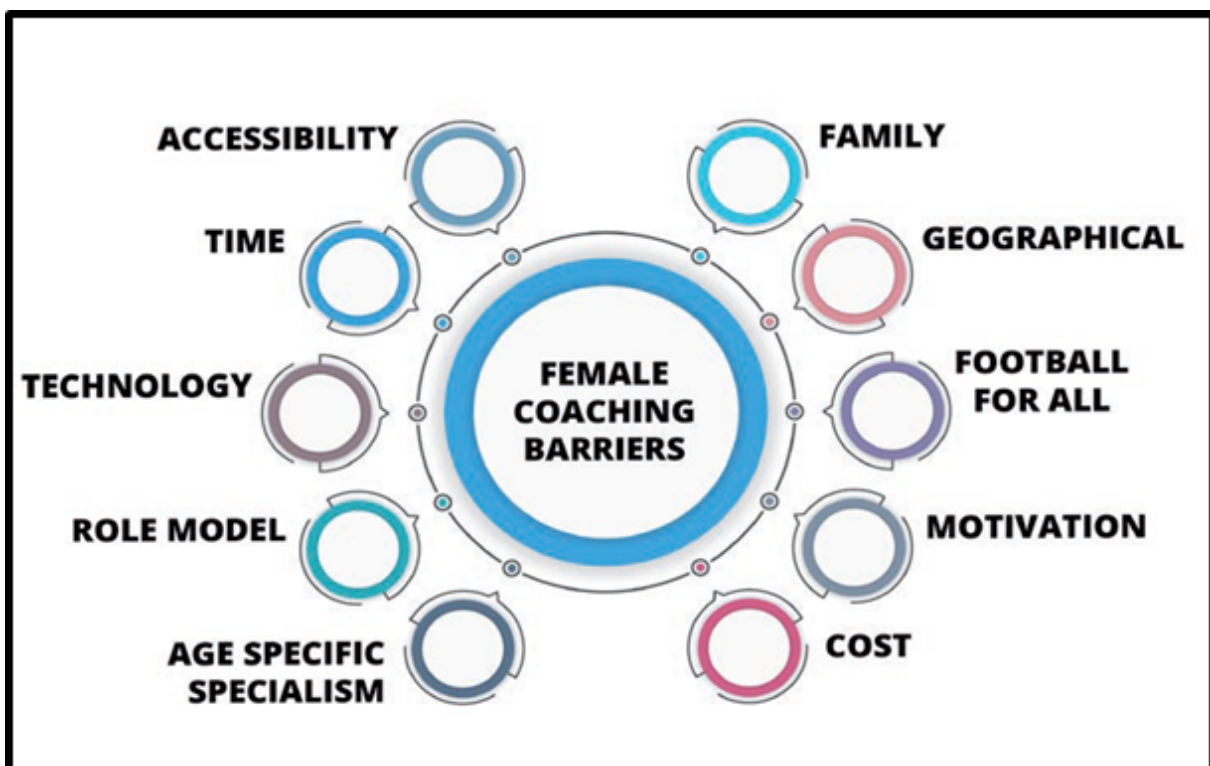 ACCESSIBILITY
FAMILY
TIME
GEOGRAPHICAL
TECHNOLOGY
FOOTBALL
FOR ALL
FEMALE
COACHING
BARRIERS
ROLE MODEL
MOTIVATION
AGE SPECIFIC
SPECIALISM
COST